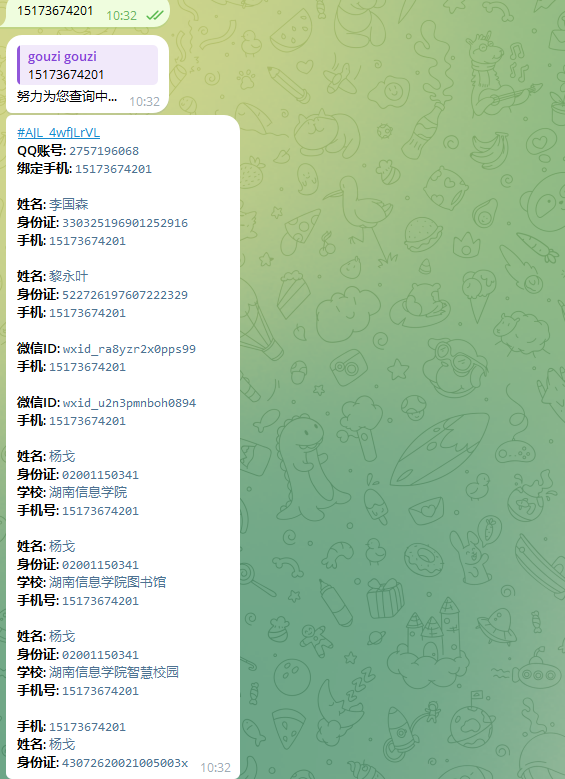 15173674201 10:32
gouzi gouzi
15173674201
努力为您查询中... 10:32
#AJL_4wfJLrVL
QQ账号: 2757196068
绑定手机: 15173674201
姓名: 李国森
身份证: 330325196901252916
手机: 15173674201
姓名: 黎永叶
身份证: 522726197607222329
手机: 15173674201
微信ID: wxid_ra8yzr2x0pps99
手机: 15173674201
微信ID: wxid_u2n3pmnboh0894
手机: 15173674201
姓名: 杨戈
身份证: 02001150341
学校: 湖南信息学院
手机号: 15173674201
姓名: 杨戈
身份证: 02001150341
学校: 湖南信息学院图书馆
手机号: 15173674201
姓名: 杨戈
身份证: 02001150341
学校: 湖南信息学院智慧校园
手机号: 15173674201
手机: 15173674201
姓名: 杨戈
身份证: 43072620021005003x 10:32